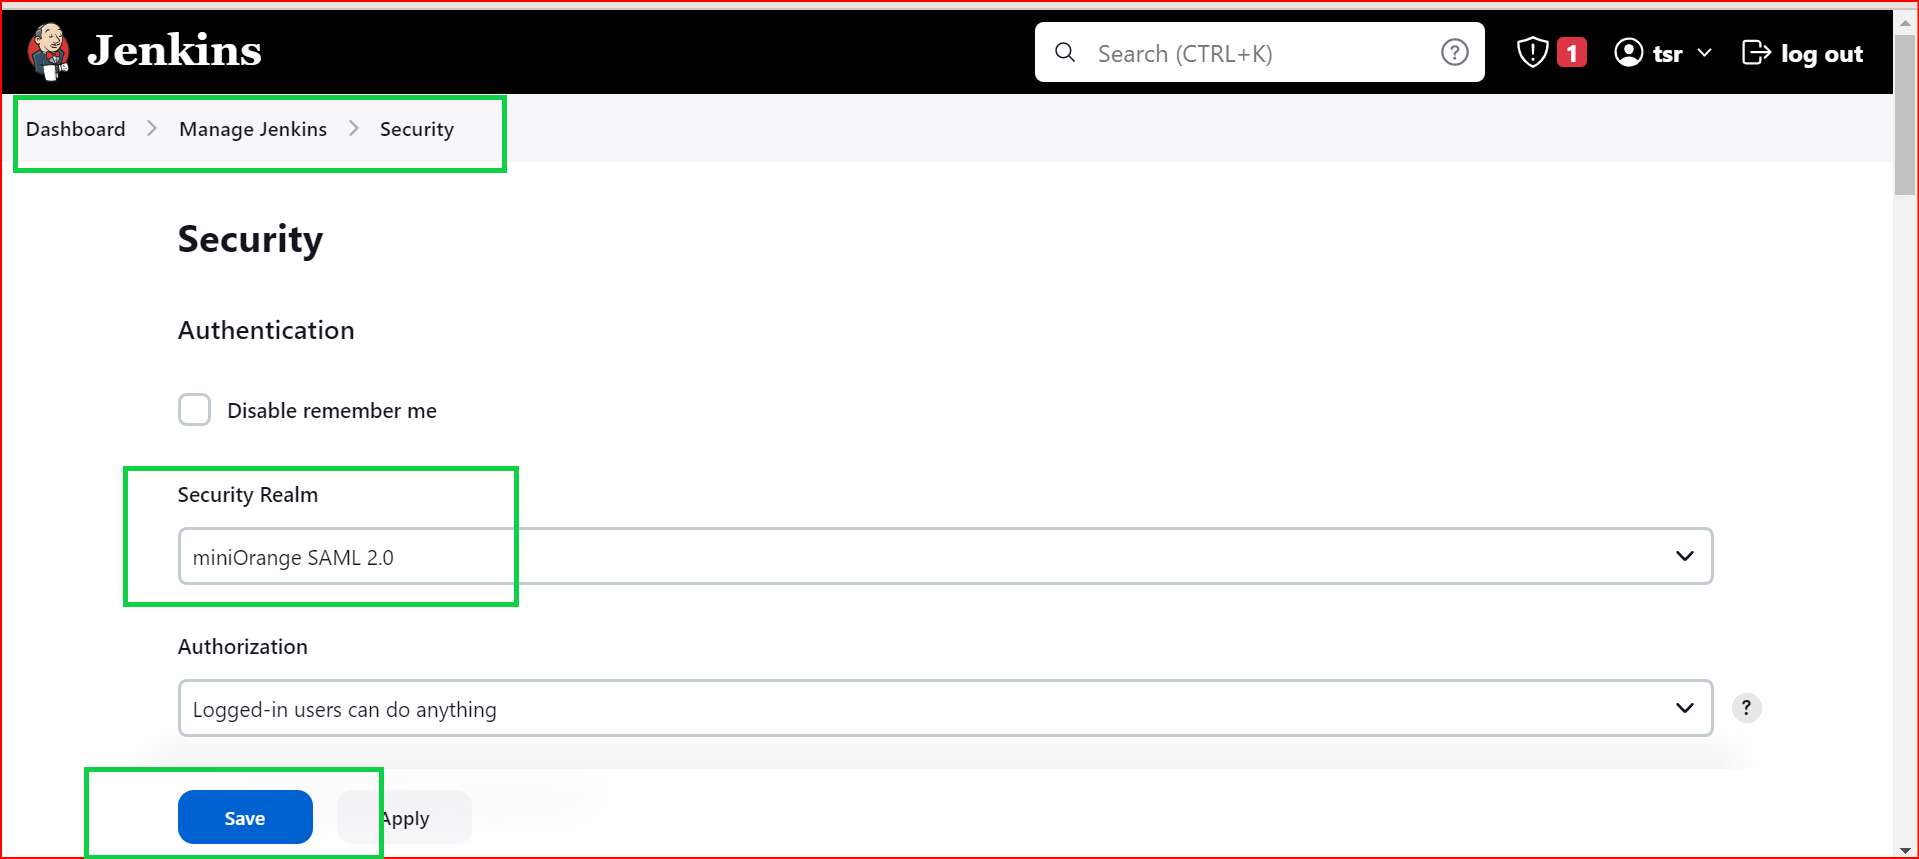 Jenkins
Search (CTRL+K)
?
1
tsr
log out
Dashboard > Manage Jenkins > Security
Security
Authentication
Disable remember me
Security Realm
miniOrange SAML 2.0
Authorization
Logged-in users can do anything
?
Save
Apply